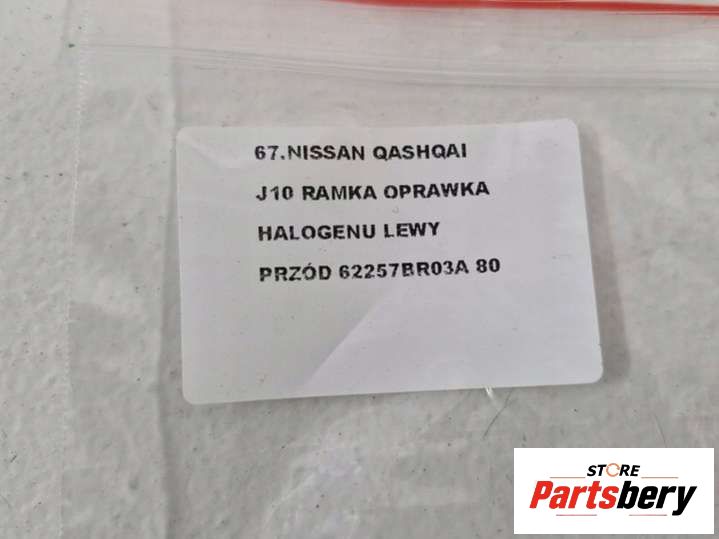 67.NISSAN QASHQAI
J10 RAMKA OPRAWKA
HALOGENU LEWY
PRZÓD 62257BR03A 80
STORE
Partsbery